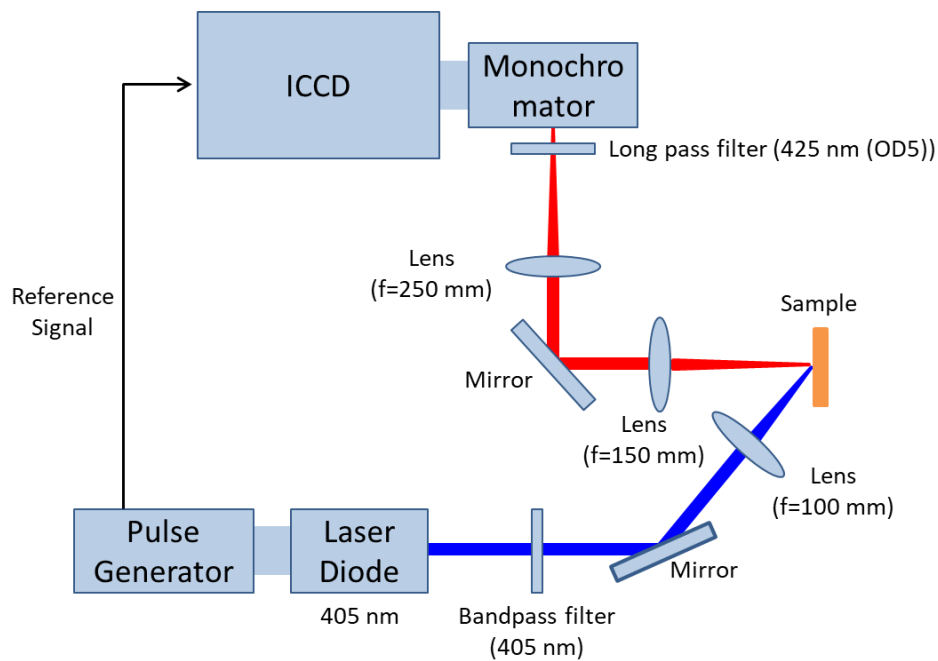 ICCD
Monochro
mator
Long pass filter (425 nm (OD5))
Lens
(f=250 mm)
Reference
Signal
Sample
Mirror
Lens
(f=150 mm)
Lens
(f=100 mm)
Pulse
Generator
Laser
Diode
Mirror
405 nm
Bandpass filter
(405 nm)